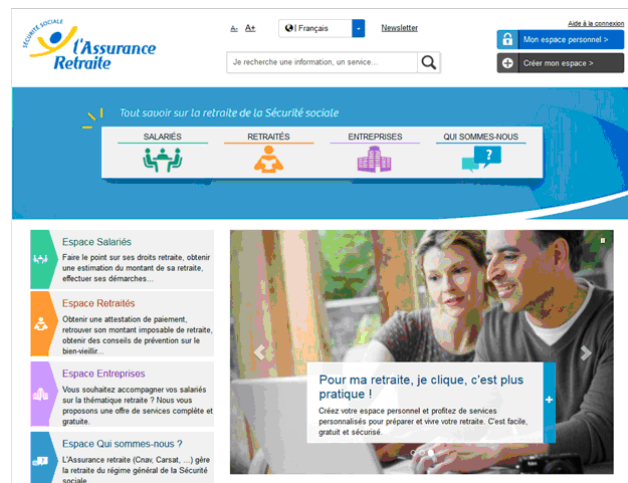 SÉCURITÉ SOCIALE
l'Assurance
Retraite
A- A+
Français
Newsletter
Aide à la connexion
Mon espace personnel >
Je recherche une information, un service...
Créer mon espace >
Tout savoir sur la retraite de la Sécurité sociale
SALARIÉS
RETRAITÉS
ENTREPRISES
QUI SOMMES-NOUS
?
Espace Salariés
Faire le point sur ses droits retraite, obtenir
une estimation du montant de sa retraite,
effectuer ses démarches...
Espace Retraités
Obtenir une attestation de paiement,
retrouver son montant imposable de retraite,
obtenir des conseils de prévention sur le
bien-vieillir...
Espace Entreprises
Vous souhaitez accompagner vos salariés
sur la thématique retraite ? Nous vous
proposons une offre de services complète et
gratuite.
Espace Qui sommes-nous ?
L'Assurance retraite (Cnav, Carsat, ...) gère
la retraite du régime général de la Sécurité
sociale
Pour ma retraite, je clique, c'est plus
pratique !
Créez votre espace personnel et profitez de services
personnalisés pour préparer et vivre votre retraite. C'est facile,
gratuit et sécurisé.